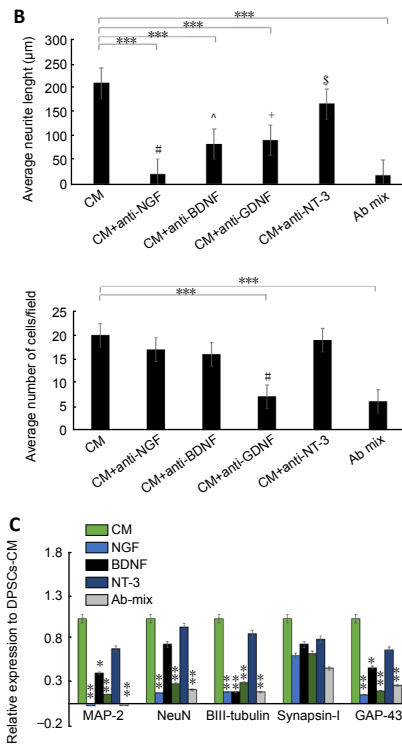 B
***
***
***
***
Average neurite lenght (µm)
250
200
150
100
50
0
#
^
+
$
CM
CM+anti-NGF
CM+anti-BDNF
CM+anti-GDNF
CM+anti-NT-3
Ab mix
***
***
Average number of cells/field
25
20
15
10
5
0
#
CM
CM+anti-NGF
CM+anti-BDNF
CM+anti-GDNF
CM+anti-NT-3
Ab mix
C
CM
NGF
BDNF
NT-3
Ab-mix
Relative expression to DPSCs-CM
1.8
1.3
0.8
0.3
−0.2
** * ** **
** ** **
** ** ** **
** * ** **
MAP-2 NeuN BIII-tubulin Synapsin-I GAP-43